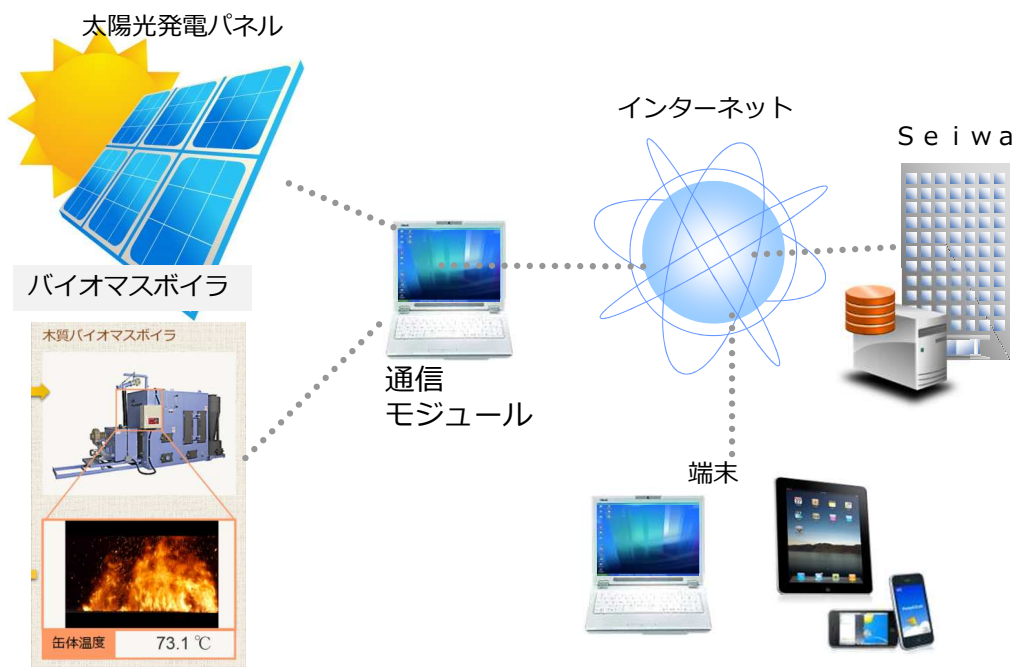 太陽光発電パネル
インターネット
Ｓｅｉｗａ
バイオマスボイラ
木質バイオマスボイラ
通信
モジュール
端末
缶体温度 73.1 ℃